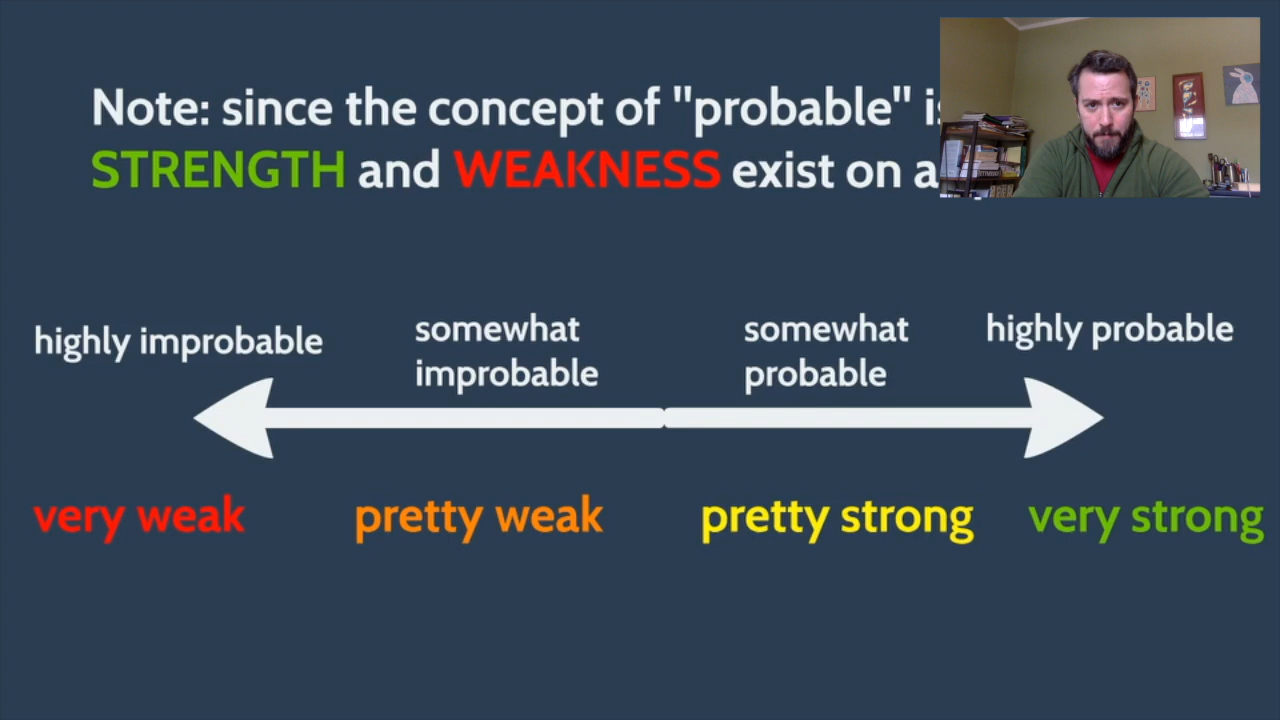 Note: since the concept of "probable" is
STRENGTH and WEAKNESS exist on a
highly improbable
somewhat
improbable
somewhat
probable
highly probable
very weak
pretty weak
pretty strong
very strong